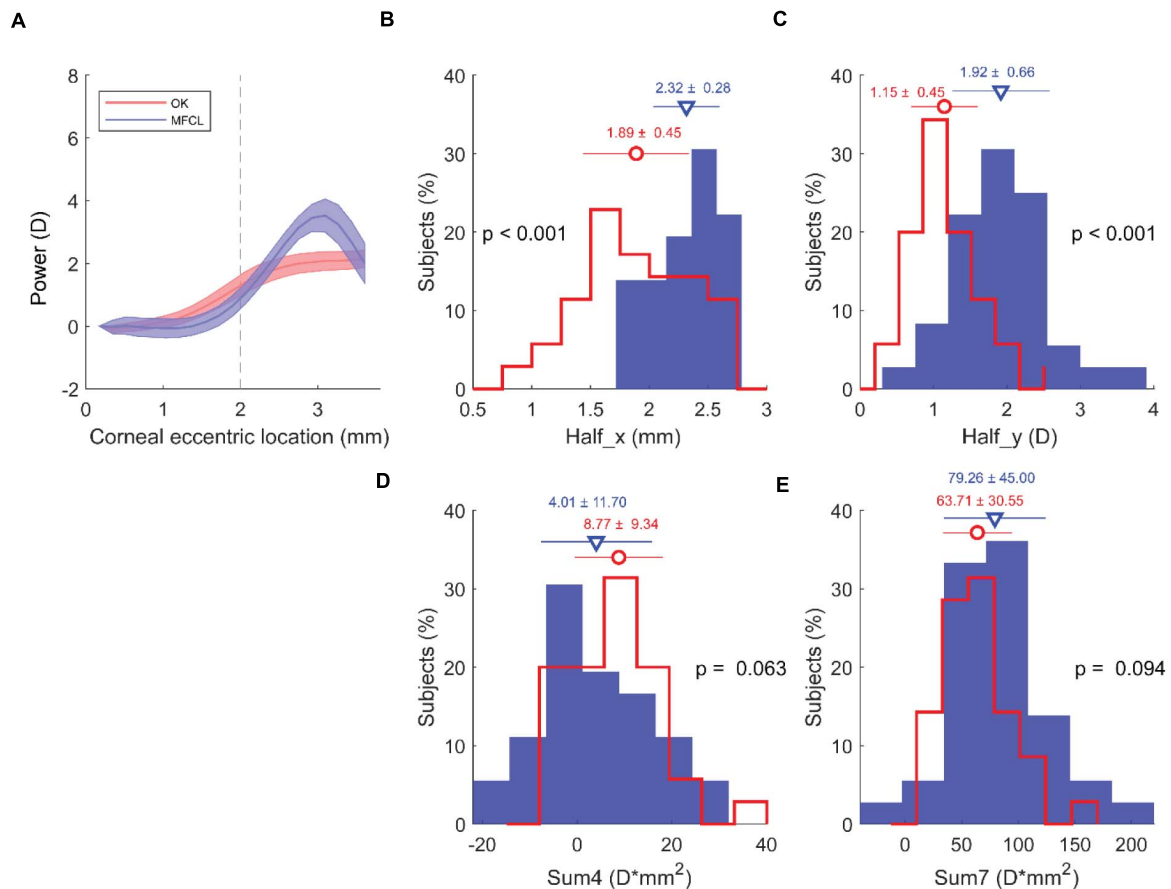 A
8
6
4
2
0
-2
Power (D)
OK
MFCL
0
1
2
3
Corneal eccentric location (mm)
B
40
30
20
10
0
Subjects (%)
2.32 ± 0.28
1.89 ± 0.45
p < 0.001
0.5
1
1.5
2
2.5
3
Half_x (mm)
C
40
30
20
10
0
Subjects (%)
1.92 ± 0.66
1.15 ± 0.45
p < 0.001
0
1
2
3
4
Half_y (D)
D
40
30
20
10
0
Subjects (%)
4.01 ± 11.70
8.77 ± 9.34
p = 0.063
-20
0
20
40
Sum4 (D*mm²)
E
40
30
20
10
0
Subjects (%)
79.26 ± 45.00
63.71 ± 30.55
p = 0.094
0
50
100
150
200
Sum7 (D*mm²)